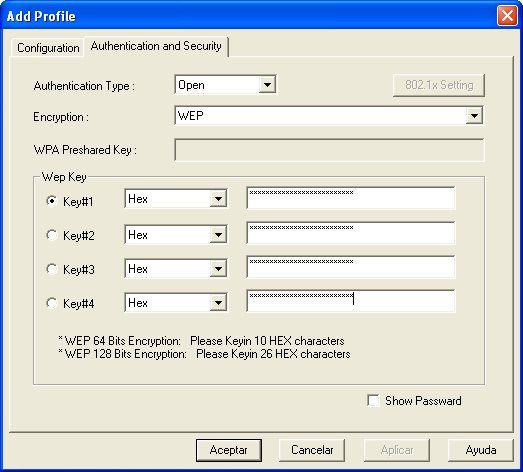 Add Profile
Configuration
Authentication and Security
Authentication Type :
Open
802.1x Setting
Encryption :
WEP
WPA Preshared Key :
Wep Key
Key#1
Hex
**************************
Key#2
Hex
**************************
Key#3
Hex
**************************
Key#4
Hex
**************************
* WEP 64 Bits Encryption: Please Keyin 10 HEX characters
* WEP 128 Bits Encryption: Please Keyin 26 HEX characters
Show Passward
Aceptar
Cancelar
Aplicar
Ayuda